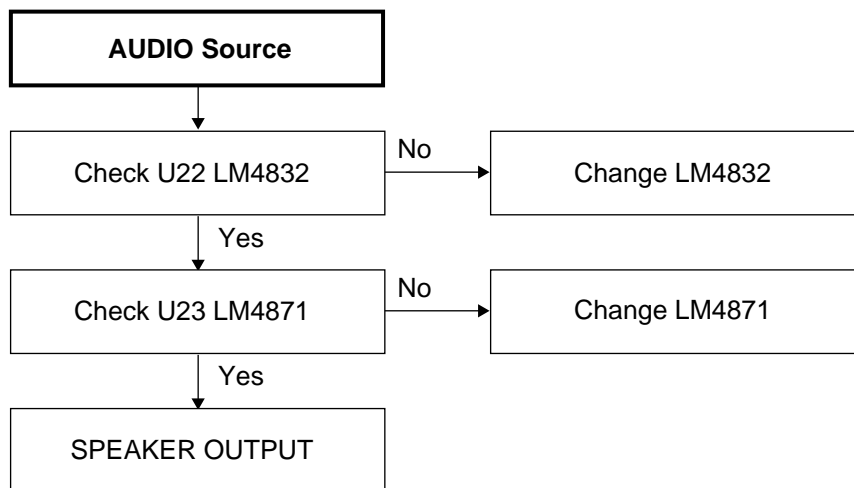 AUDIO Source
Check U22 LM4832
No
Change LM4832
Yes
Check U23 LM4871
No
Change LM4871
Yes
SPEAKER OUTPUT